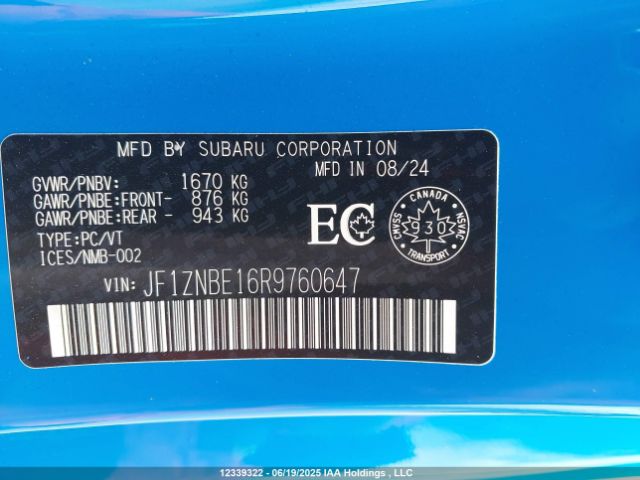 MFD BY SUBARU CORPORATION
MFD IN 08/24
GVWR/PNBV: 1670 KG
GAWR/PNBE:FRONT- 876 KG
GAWR/PNBE:REAR - 943 KG
TYPE:PC/VT
ICES/NMB-002
EC
CANADA
CMVSS 930 NSVAC
TRANSPORT
VIN: JF1ZNBE16R9760647
12339322 - 06/19/2025 IAA Holdings , LLC